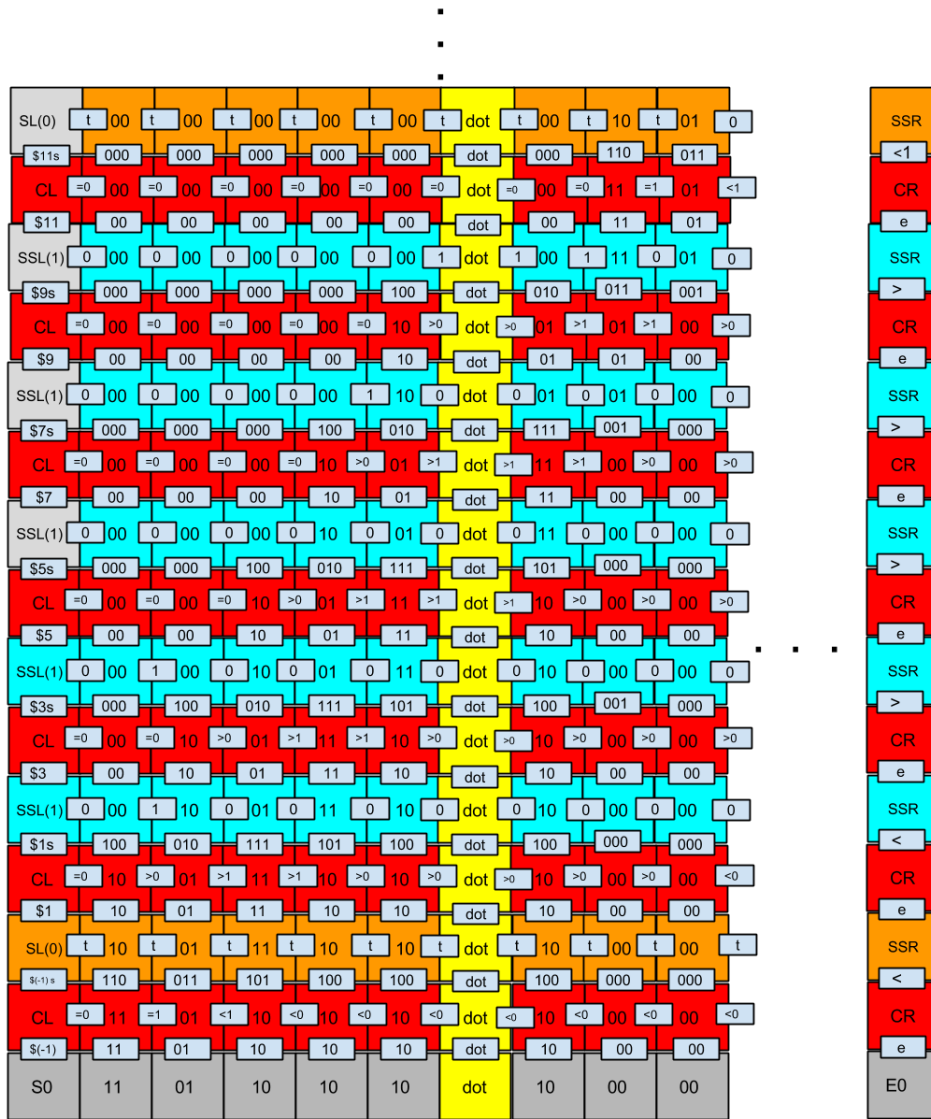 SL(0) t 00 t 00 t 00 t 00 t 00 t dot t 00 t 10 t 01 0 SSR
$11s 000 000 000 000 000 dot 000 110 011 <1
CL =0 00 =0 00 =0 00 =0 00 =0 00 =0 dot =0 00 =0 11 =1 01 <1 CR
$11 00 00 00 00 00 dot 00 11 01 e
SSL(1) 0 00 0 00 0 00 0 00 0 00 1 dot 1 00 1 11 0 01 0 SSR
$9s 000 000 000 000 100 dot 010 011 001 >
CL =0 00 =0 00 =0 00 =0 00 =0 10 >0 dot >0 01 >1 01 >1 00 >0 CR
$9 00 00 00 00 10 dot 01 01 00 e
SSL(1) 0 00 0 00 0 00 0 00 1 10 0 dot 0 01 0 01 0 00 0 SSR
$7s 000 000 000 100 010 dot 111 001 000 >
CL =0 00 =0 00 =0 00 =0 10 >0 01 >1 dot >1 11 >1 00 >0 00 >0 CR
$7 00 00 00 10 01 dot 11 00 00 e
SSL(1) 0 00 0 00 0 00 0 10 0 01 0 dot 0 11 0 00 0 00 0 SSR
$5s 000 000 100 010 111 dot 101 000 000 >
CL =0 00 =0 00 =0 10 >0 01 >1 11 >1 dot >1 10 >0 00 >0 00 >0 CR
$5 00 00 10 01 11 dot 10 00 00 e
SSL(1) 0 00 1 00 0 10 0 01 0 11 0 dot 0 10 0 00 0 00 0 SSR
$3s 000 100 010 111 101 dot 100 001 000 >
CL =0 00 =0 10 >0 01 >1 11 >1 10 >0 dot >0 10 >0 00 >0 00 >0 CR
$3 00 10 01 11 10 dot 10 00 00 e
SSL(1) 0 00 1 10 0 01 0 11 0 10 0 dot 0 10 0 00 0 00 0 SSR
$1s 100 010 111 101 100 dot 100 000 000 <
CL =0 10 >0 01 >1 11 >1 10 >0 10 >0 dot >0 10 >0 00 >0 00 <0 CR
$1 10 01 11 10 10 dot 10 00 00 e
SL(0) t 10 t 01 t 11 t 10 t 10 t dot t 10 t 00 t 00 t SSR
$(-1) s 110 011 101 100 100 dot 100 000 000 <
CL =0 11 =1 01 <1 10 <0 10 <0 10 <0 dot <0 10 <0 00 <0 00 <0 CR
$(-1) 11 01 10 10 10 dot 10 00 00 e
S0 11 01 10 10 10 dot 10 00 00 E0